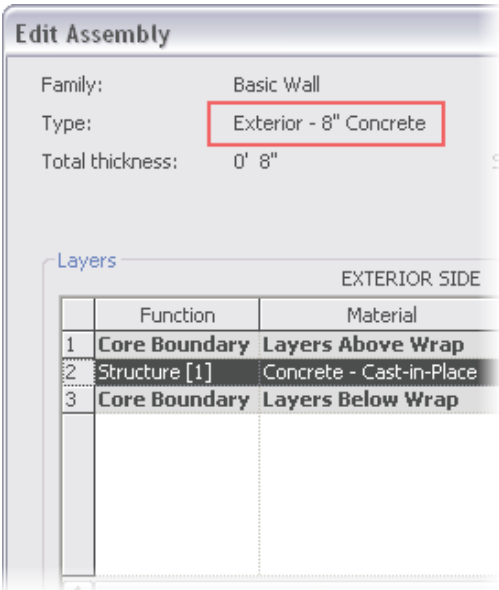 Edit Assembly
Family: Basic Wall
Type: Exterior - 8" Concrete
Total thickness: 0' 8"
Layers
EXTERIOR SIDE
Function Material
1 Core Boundary Layers Above Wrap
2 Structure [1] Concrete - Cast-in-Place
3 Core Boundary Layers Below Wrap